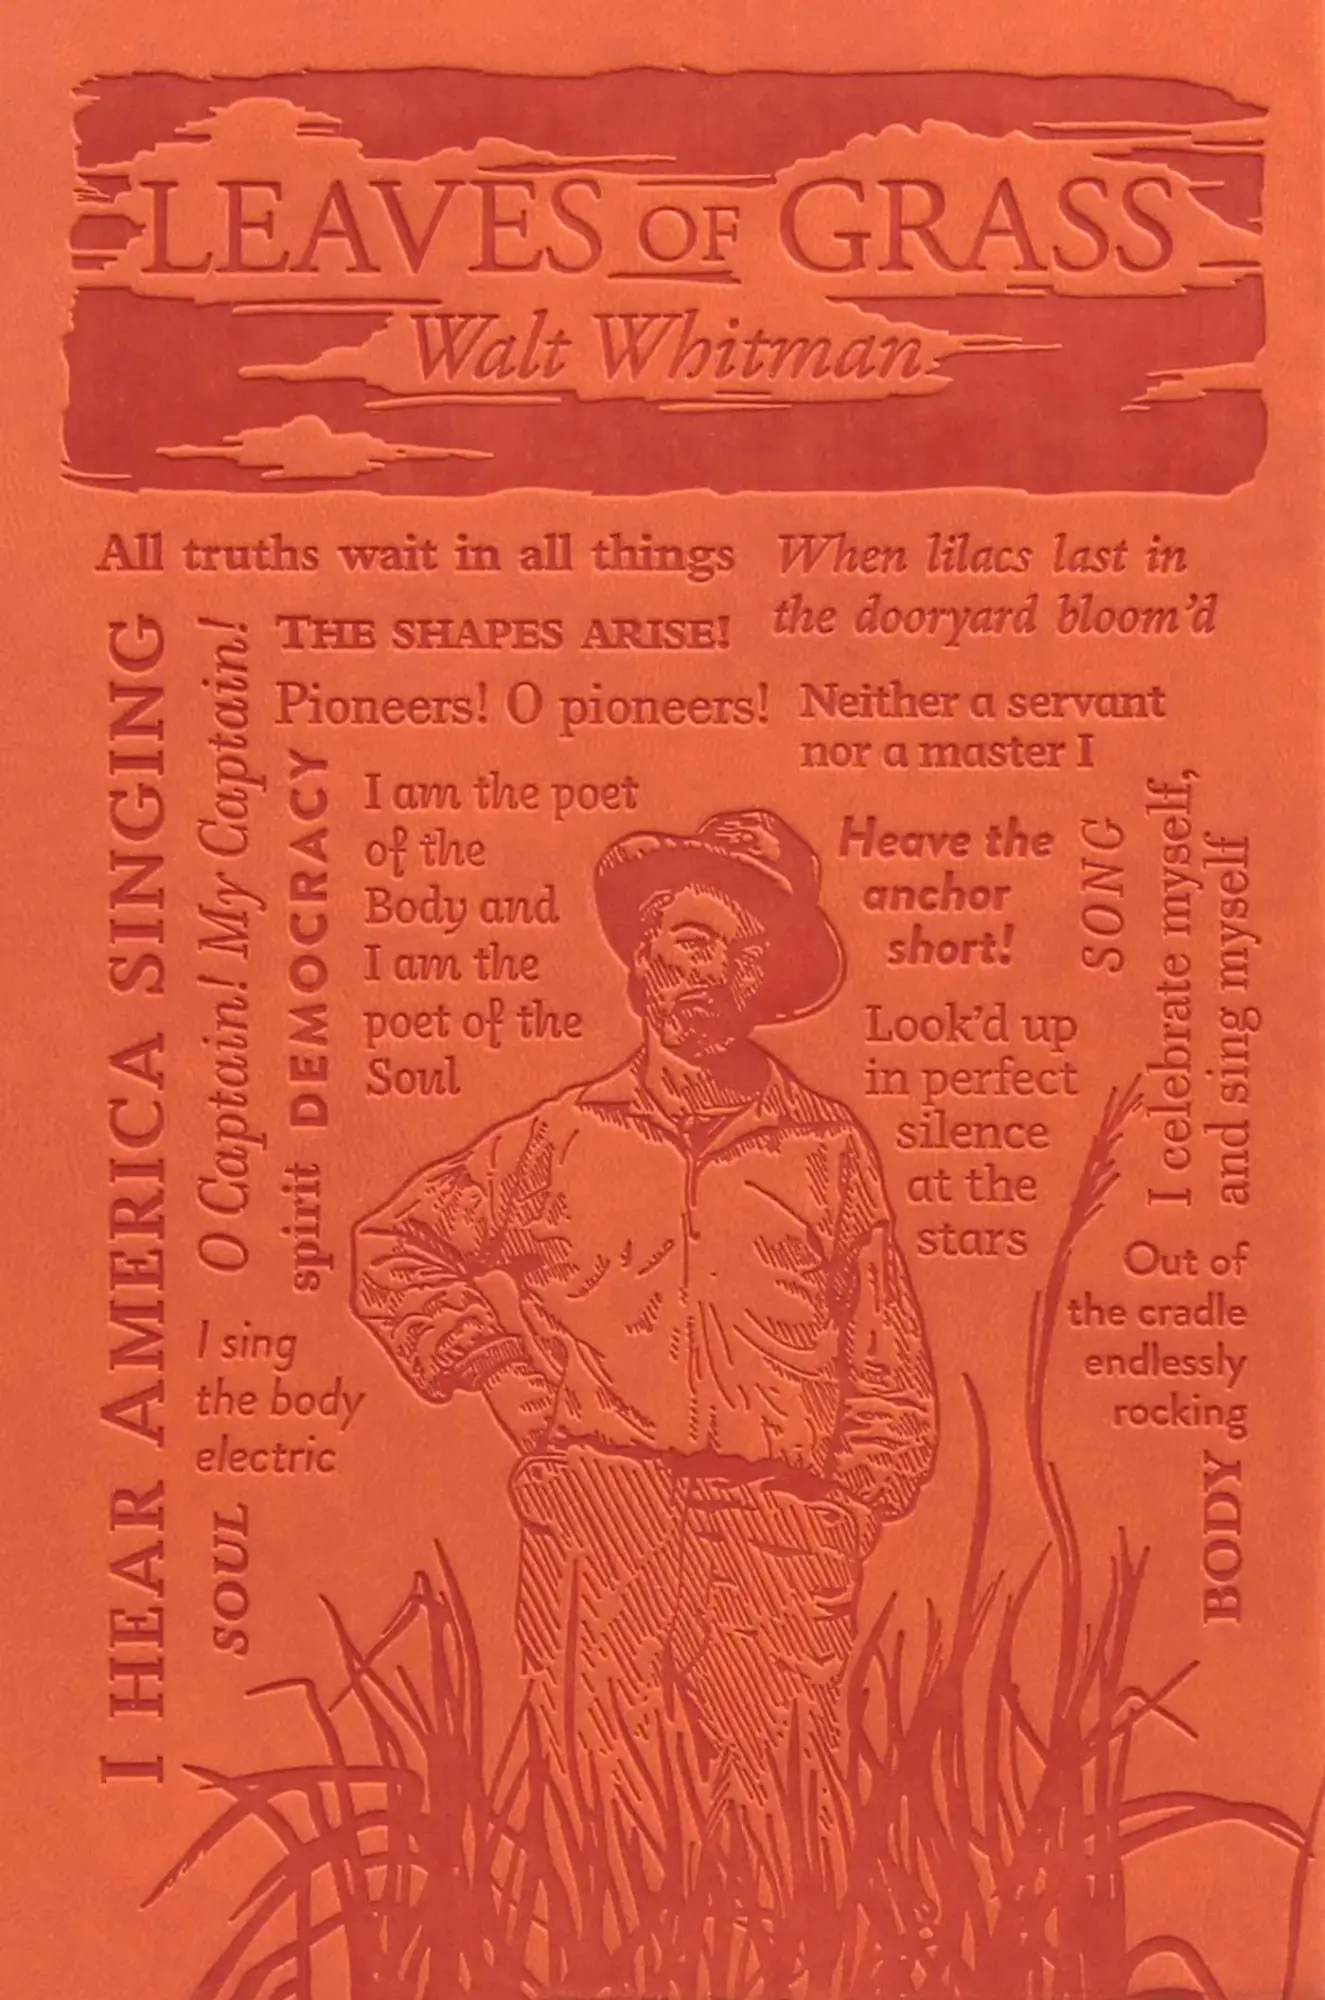 LEAVES OF GRASS
Walt Whitman
All truths wait in all things
When lilacs last in
the dooryard bloom'd
THE SHAPES ARISE!
Pioneers! O pioneers!
Neither a servant
nor a master I
I HEAR AMERICA SINGING
O Captain! My Captain!
spirit
DEMOCRACY
I am the poet
of the
Body and
I am the
poet of the
Soul
Heave the
anchor
short!
SONG
I celebrate myself,
and sing myself
Look'd up
in perfect
silence
at the
stars
Out of
the cradle
endlessly
rocking
I sing
the body
electric
SOUL
BODY